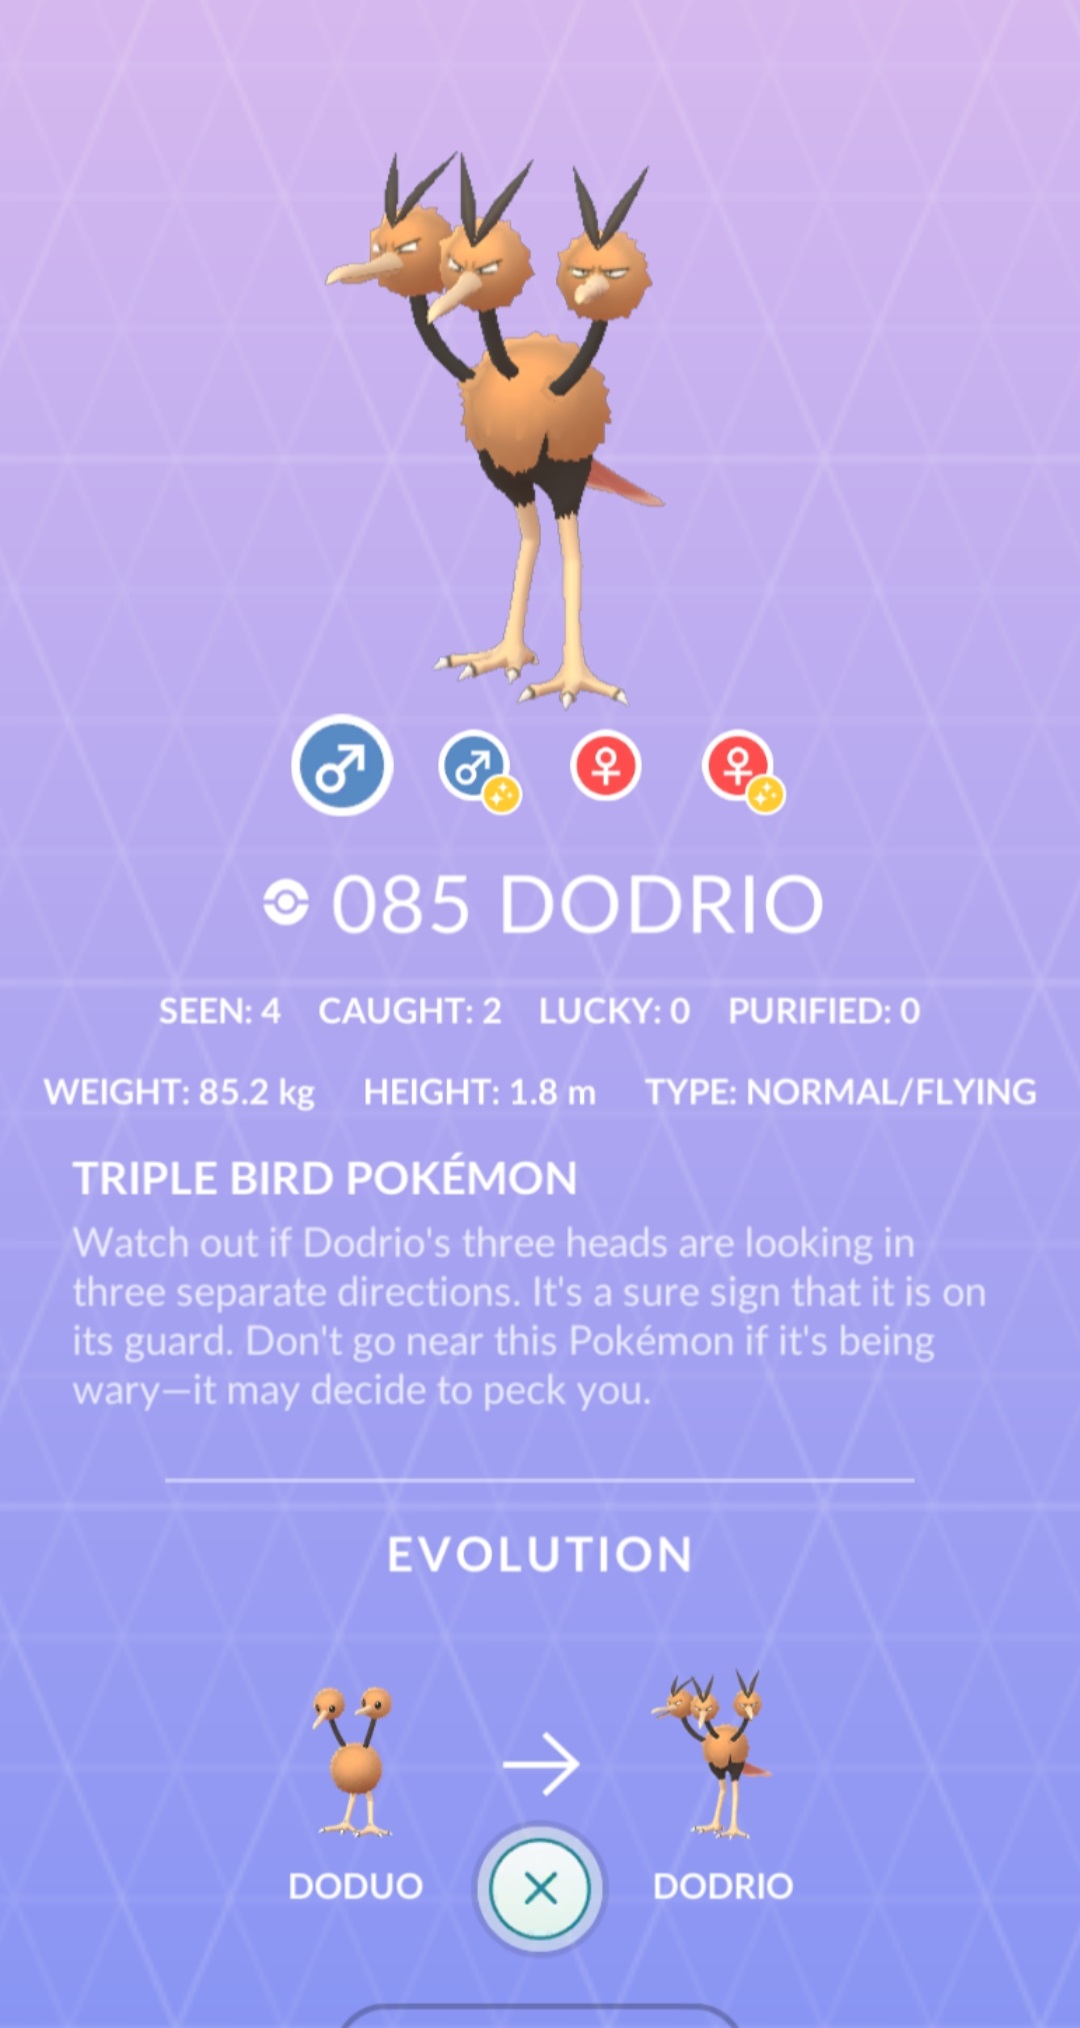 085 DODRIO
SEEN: 4 CAUGHT: 2 LUCKY: 0 PURIFIED: 0
WEIGHT: 85.2 kg HEIGHT: 1.8 m TYPE: NORMAL/FLYING
TRIPLE BIRD POKÉMON
Watch out if Dodrio's three heads are looking in
three separate directions. It's a sure sign that it is on
its guard. Don't go near this Pokémon if it's being
wary—it may decide to peck you.
EVOLUTION
DODUO DODRIO